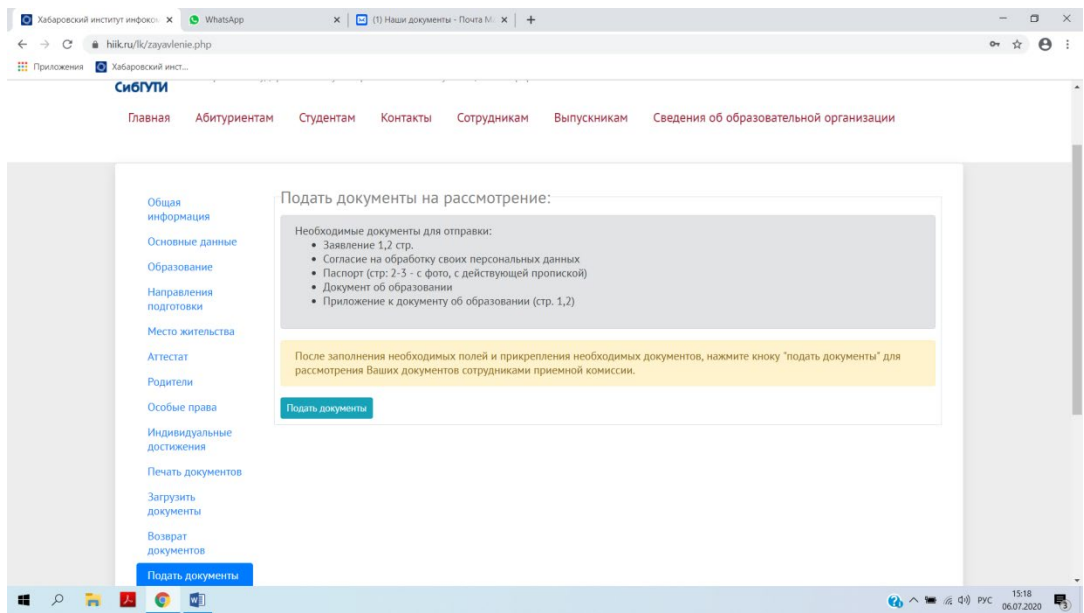 Хабаровский институт инфоко
WhatsApp
(1) Наши документы - Почта M
hiik.ru/lk/zayavlenie.php
Приложения
Хабаровский инст...
СибГУТИ
Главная
Абитуриентам
Студентам
Контакты
Сотрудникам
Выпускникам
Сведения об образовательной организации
Общая
информация
Основные данные
Образование
Направления
подготовки
Место жительства
Аттестат
Родители
Особые права
Индивидуальные
достижения
Печать документов
Загрузить
документы
Возврат
документов
Подать документы
Подать документы на рассмотрение:
Необходимые документы для отправки:
• Заявление 1,2 стр.
• Согласие на обработку своих персональных данных
• Паспорт (стр: 2-3 - с фото, с действующей пропиской)
• Документ об образовании
• Приложение к документу об образовании (стр. 1,2)
После заполнения необходимых полей и прикрепления необходимых документов, нажмите кноку "подать документы" для
рассмотрения Ваших документов сотрудниками приемной комиссии.
Подать документы
РУС
15:18
06.07.2020